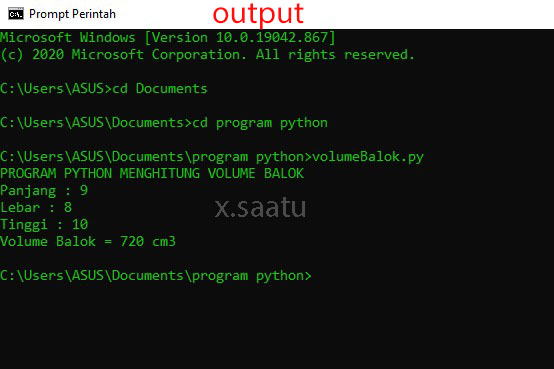 Prompt Perintah
output
Microsoft Windows [Version 10.0.19042.867]
(c) 2020 Microsoft Corporation. All rights reserved.
C:\Users\ASUS>cd Documents
C:\Users\ASUS\Documents>cd program python
C:\Users\ASUS\Documents\program python>volumeBalok.py
PROGRAM PYTHON MENGHITUNG VOLUME BALOK
Panjang : 9
Lebar : 8
x.saatu
Tinggi : 10
Volume Balok = 720 cm3
C:\Users\ASUS\Documents\program python>